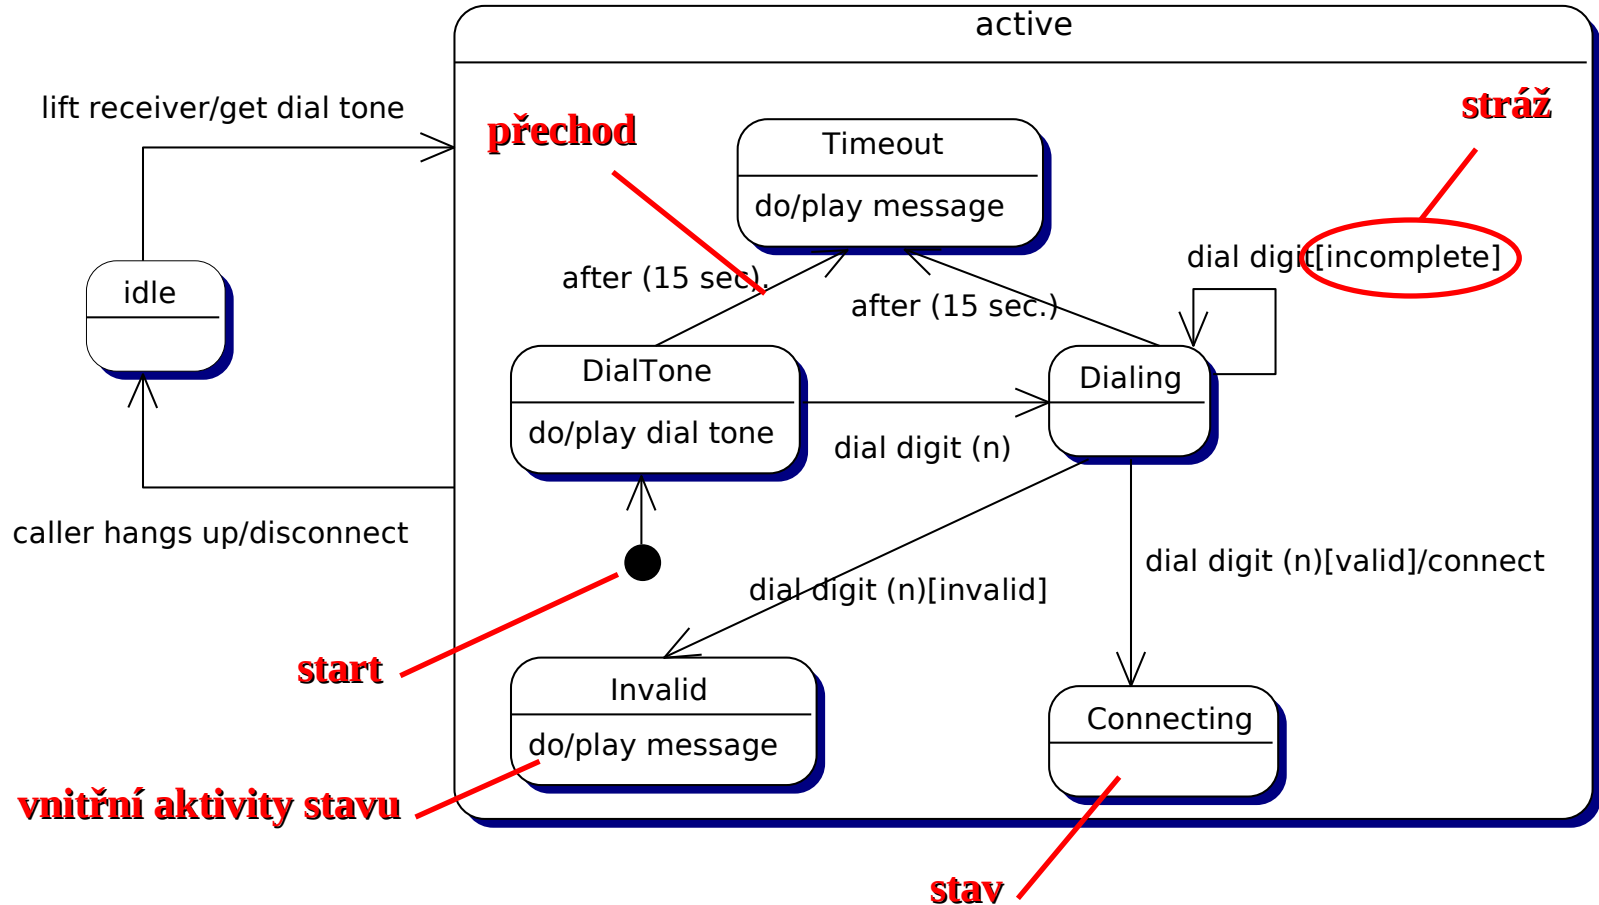 active
lift receiver/get dial tone
přechod
stráž
Timeout
do/play message
dial digit[incomplete]
after (15 sec).
after (15 sec.)
idle
DialTone
do/play dial tone
Dialing
dial digit (n)
caller hangs up/disconnect
dial digit (n)[valid]/connect
dial digit (n)[invalid]
start
Invalid
do/play message
Connecting
vnitřní aktivity stavu
stav